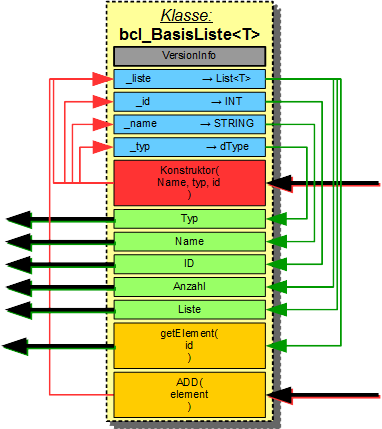 Klasse:
bcl_BasisListe<T>
VersionInfo
_liste → List<T>
_id → INT
_name → STRING
_typ → dType
Konstruktor(
Name, typ, id
)
Typ
Name
ID
Anzahl
Liste
getElement(
id
)
ADD(
element
)